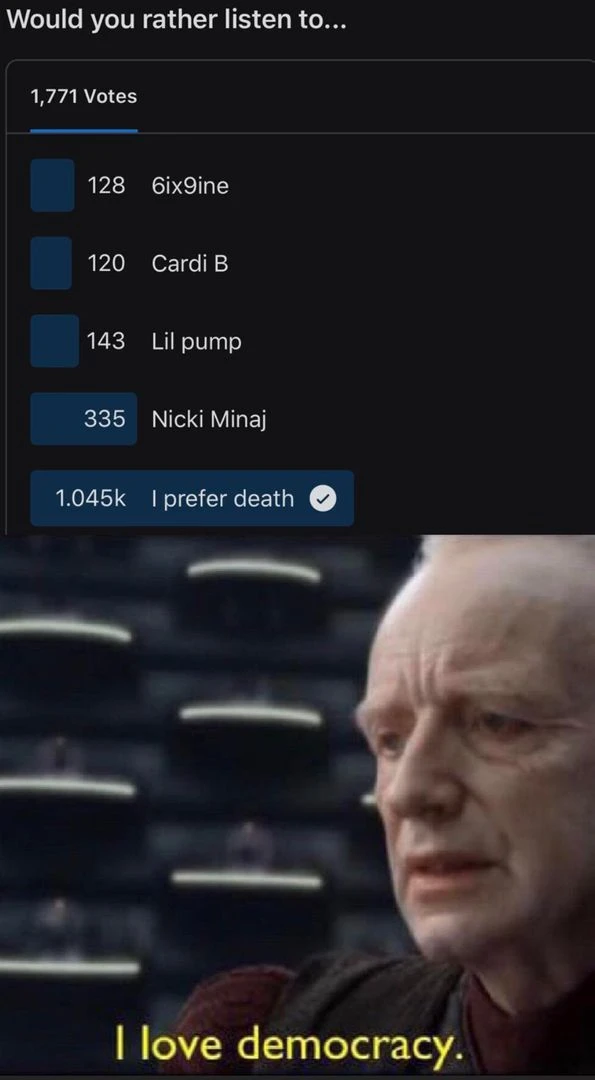 Would you rather listen to...
1,771 Votes
128 6ix9ine
120 Cardi B
143 Lil pump
335 Nicki Minaj
1.045k I prefer death
I love democracy.